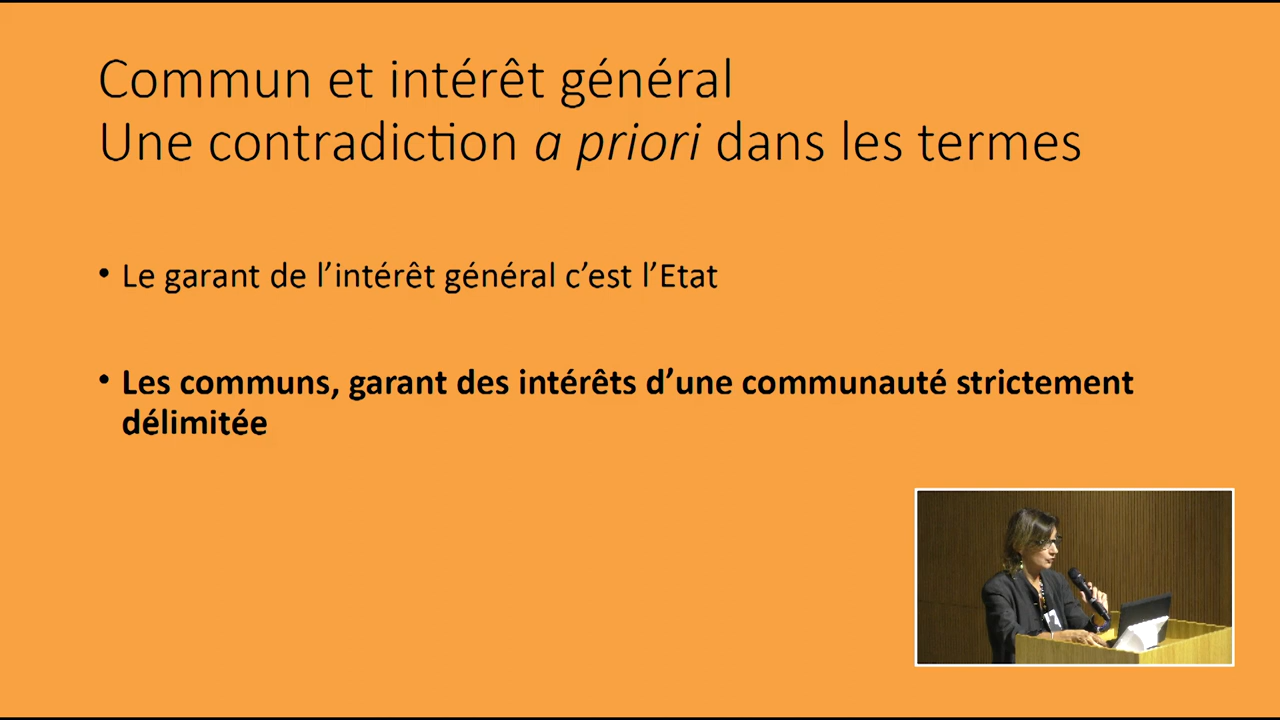 Commun et intérêt général
Une contradiction a priori dans les termes
• Le garant de l’intérêt général c’est l’Etat
• Les communs, garant des intérêts d’une communauté strictement
délimitée